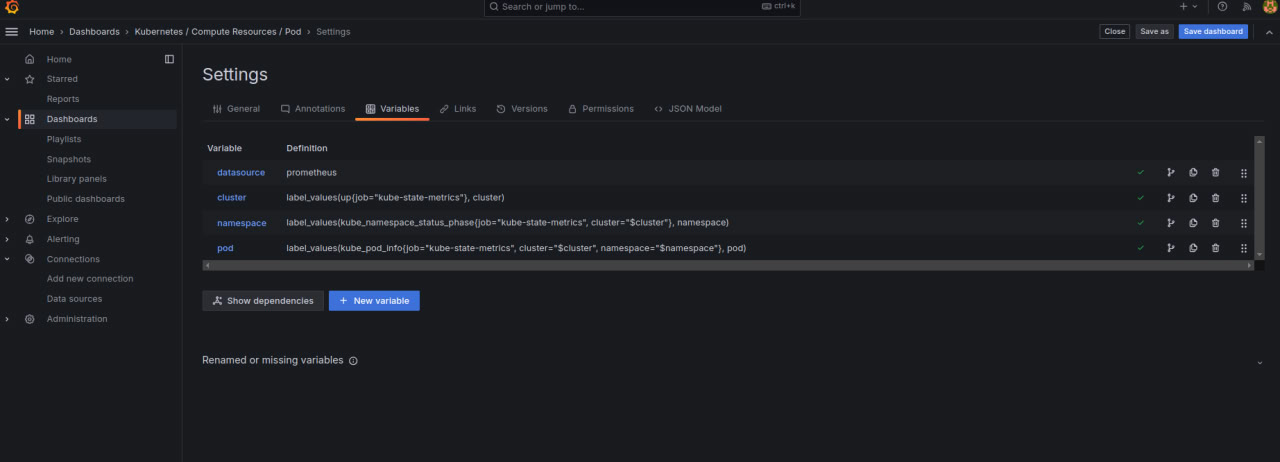 Search or jump to...
ctrl+k
Home › Dashboards › Kubernetes / Compute Resources / Pod › Settings
Close
Save as
Save dashboard
Home
Starred
Reports
Dashboards
Playlists
Snapshots
Library panels
Public dashboards
Explore
Alerting
Connections
Add new connection
Data sources
Administration
Settings
General
Annotations
Variables
Links
Versions
Permissions
JSON Model
Variable Definition
datasource prometheus
cluster label_values(up{job="kube-state-metrics"}, cluster)
namespace label_values(kube_namespace_status_phase{job="kube-state-metrics", cluster="$cluster"}, namespace)
pod label_values(kube_pod_info{job="kube-state-metrics", cluster="$cluster", namespace="$namespace"}, pod)
Show dependencies
New variable
Renamed or missing variables